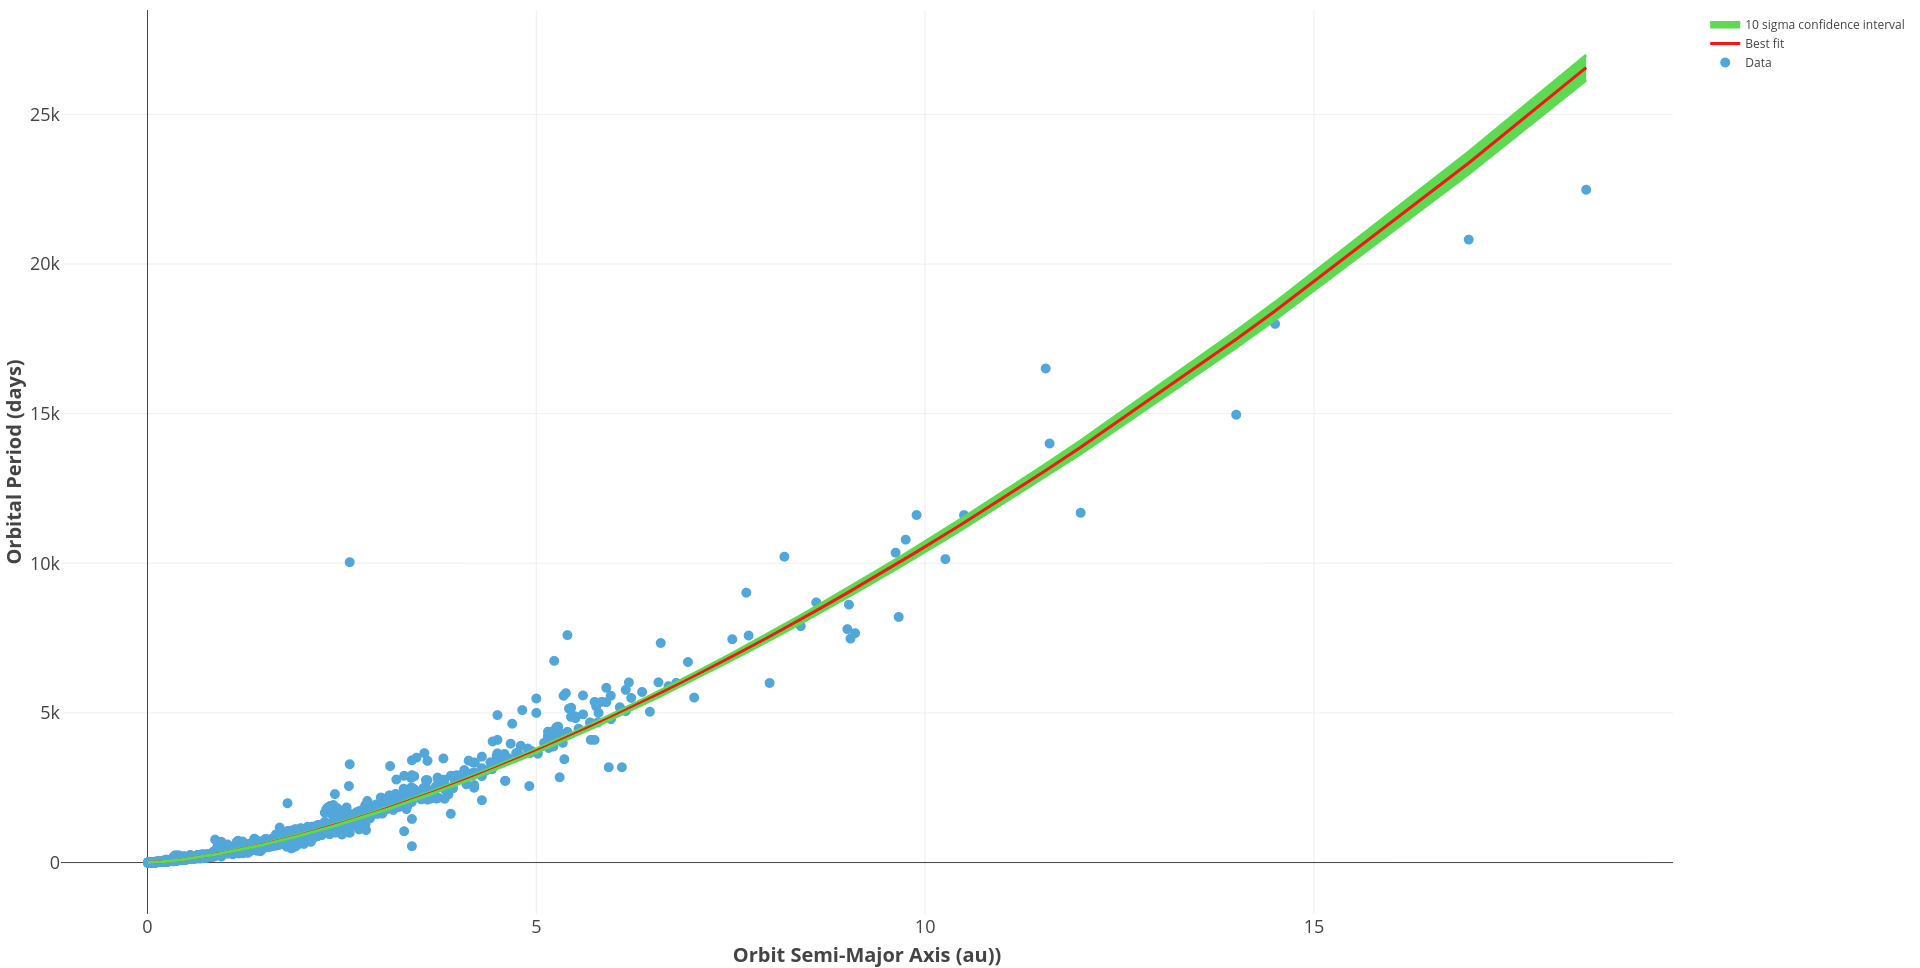 10 sigma confidence interval
Best fit
Data
25k
20k
15k
10k
5k
0
Orbital Period (days)
0 5 10 15
Orbit Semi-Major Axis (au))